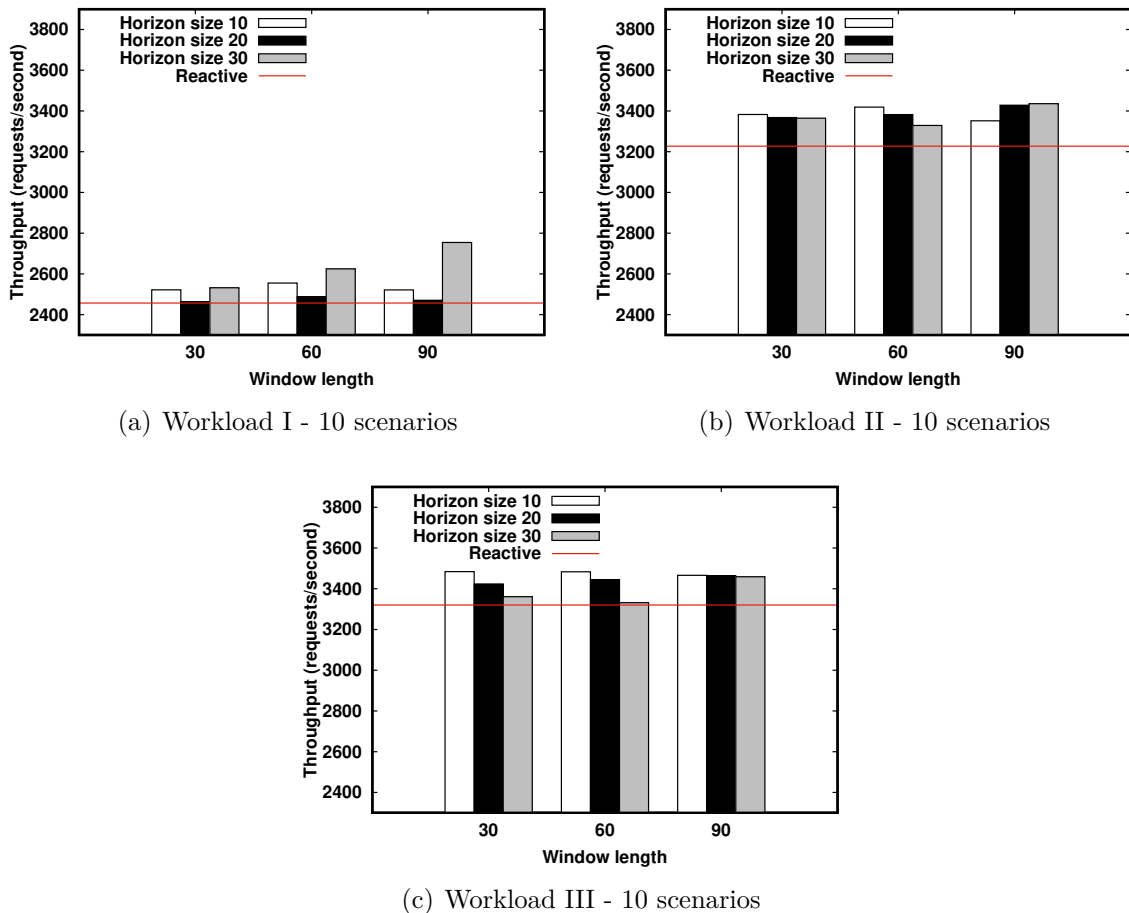 Throughput (requests/second)
3800
3600
3400
3200
3000
2800
2600
2400
Horizon size 10
Horizon size 20
Horizon size 30
Reactive
30 60 90
Window length
(a) Workload I - 10 scenarios
Throughput (requests/second)
3800
3600
3400
3200
3000
2800
2600
2400
Horizon size 10
Horizon size 20
Horizon size 30
Reactive
30 60 90
Window length
(b) Workload II - 10 scenarios
Throughput (requests/second)
3800
3600
3400
3200
3000
2800
2600
2400
Horizon size 10
Horizon size 20
Horizon size 30
Reactive
30 60 90
Window length
(c) Workload III - 10 scenarios